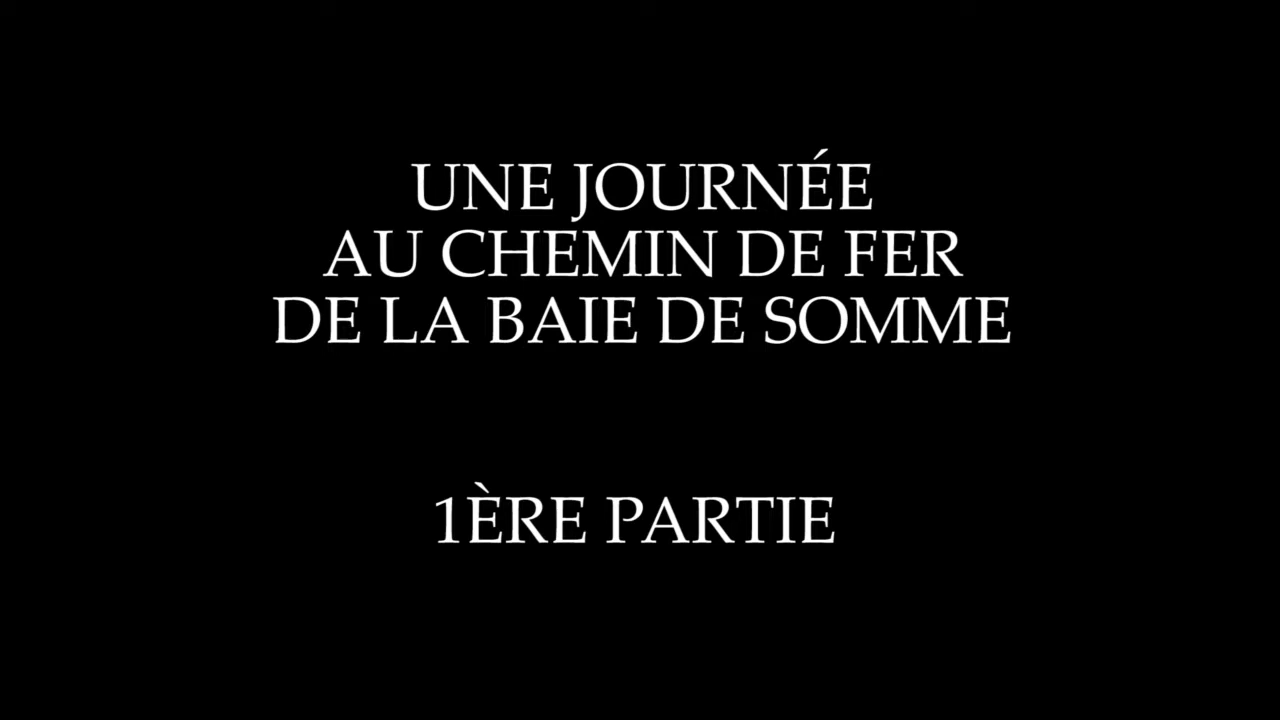 UNE JOURNÉE
AU CHEMIN DE FER
DE LA BAIE DE SOMME
1ÈRE PARTIE